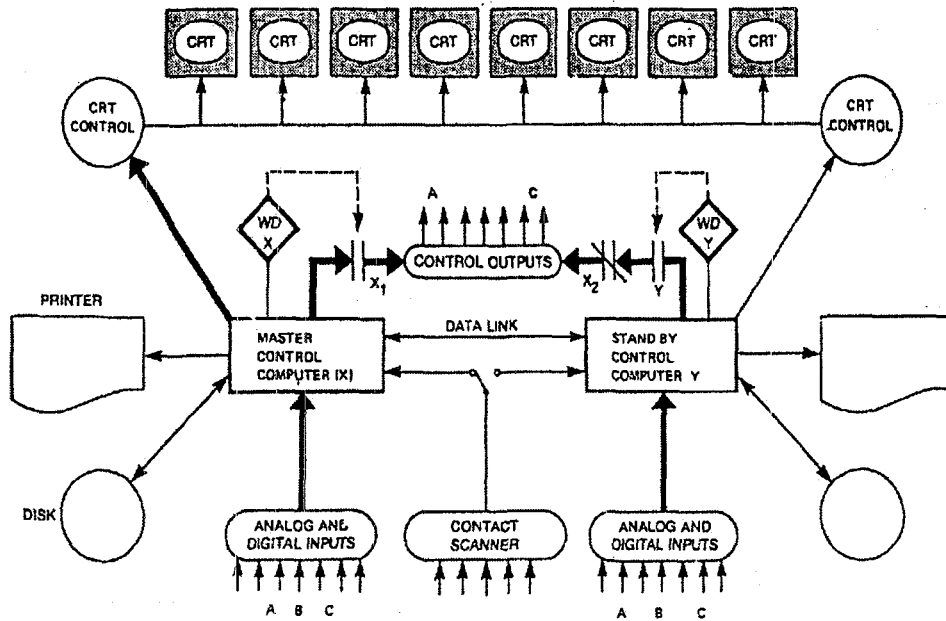 CRT CRT CRT CRT CRT CRT CRT CRT
CRT
CONTROL
CRT
CONTROL
WD
X
A C
WD
Y
CONTROL OUTPUTS
X1
X2
Y
PRINTER
MASTER
CONTROL
COMPUTER (X)
DATA LINK
STAND BY
CONTROL
COMPUTER Y
DISK
ANALOG AND
DIGITAL INPUTS
CONTACT
SCANNER
ANALOG AND
DIGITAL INPUTS
A B C
A B C